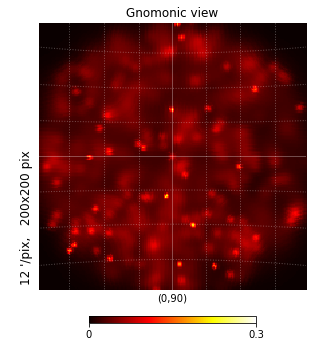 Gnomonic view
12 '/pix,   200x200 pix
(0,90)
0
0.3